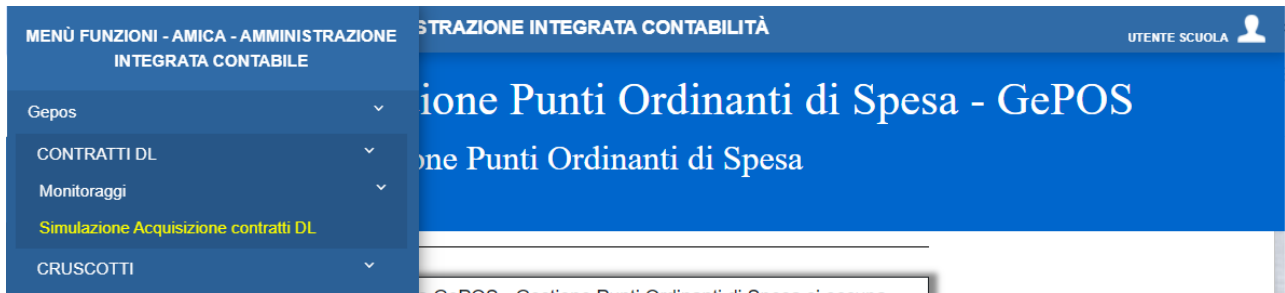 MENÙ FUNZIONI - AMICA - AMMINISTRAZIONE
INTEGRATA CONTABILE
Gepos
CONTRATTI DL
Monitoraggi
Simulazione Acquisizione contratti DL
CRUSCOTTI
STRAZIONE INTEGRATA CONTABILITÀ
UTENTE SCUOLA
ione Punti Ordinanti di Spesa - GePOS
one Punti Ordinanti di Spesa